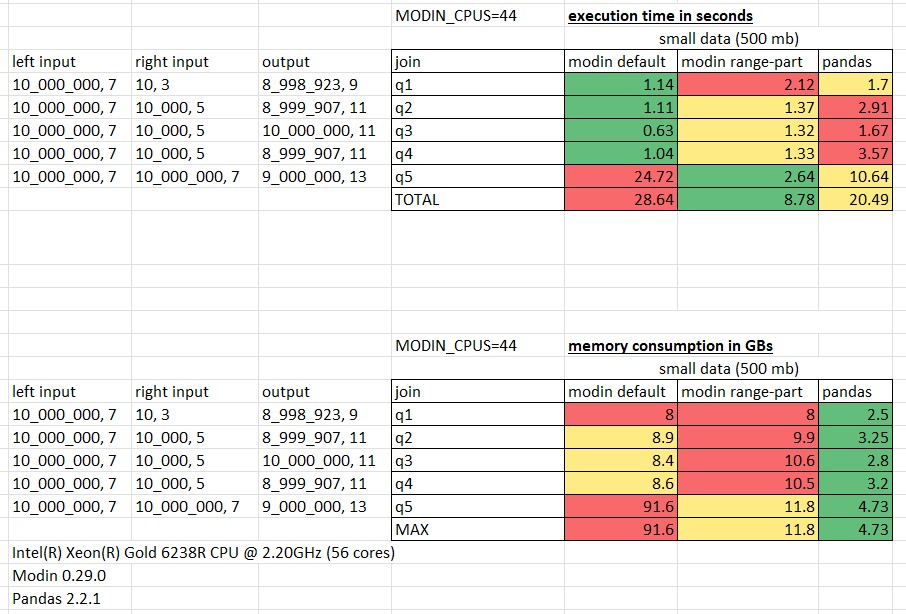 MODIN_CPUS=44 execution time in seconds
small data (500 mb)
left input right input output join modin default modin range-part pandas
10_000_000, 7 10, 3 8_998_923, 9 q1 1.14 2.12 1.7
10_000_000, 7 10_000, 5 8_999_907, 11 q2 1.11 1.37 2.91
10_000_000, 7 10_000, 5 10_000_000, 11 q3 0.63 1.32 1.67
10_000_000, 7 10_000, 5 8_999_907, 11 q4 1.04 1.33 3.57
10_000_000, 7 10_000_000, 7 9_000_000, 13 q5 24.72 2.64 10.64
TOTAL 28.64 8.78 20.49
MODIN_CPUS=44 memory consumption in GBs
small data (500 mb)
left input right input output join modin default modin range-part pandas
10_000_000, 7 10, 3 8_998_923, 9 q1 8 8 2.5
10_000_000, 7 10_000, 5 8_999_907, 11 q2 8.9 9.9 3.25
10_000_000, 7 10_000, 5 10_000_000, 11 q3 8.4 10.6 2.8
10_000_000, 7 10_000, 5 8_999_907, 11 q4 8.6 10.5 3.2
10_000_000, 7 10_000_000, 7 9_000_000, 13 q5 91.6 11.8 4.73
MAX 91.6 11.8 4.73
Intel(R) Xeon(R) Gold 6238R CPU @ 2.20GHz (56 cores)
Modin 0.29.0
Pandas 2.2.1